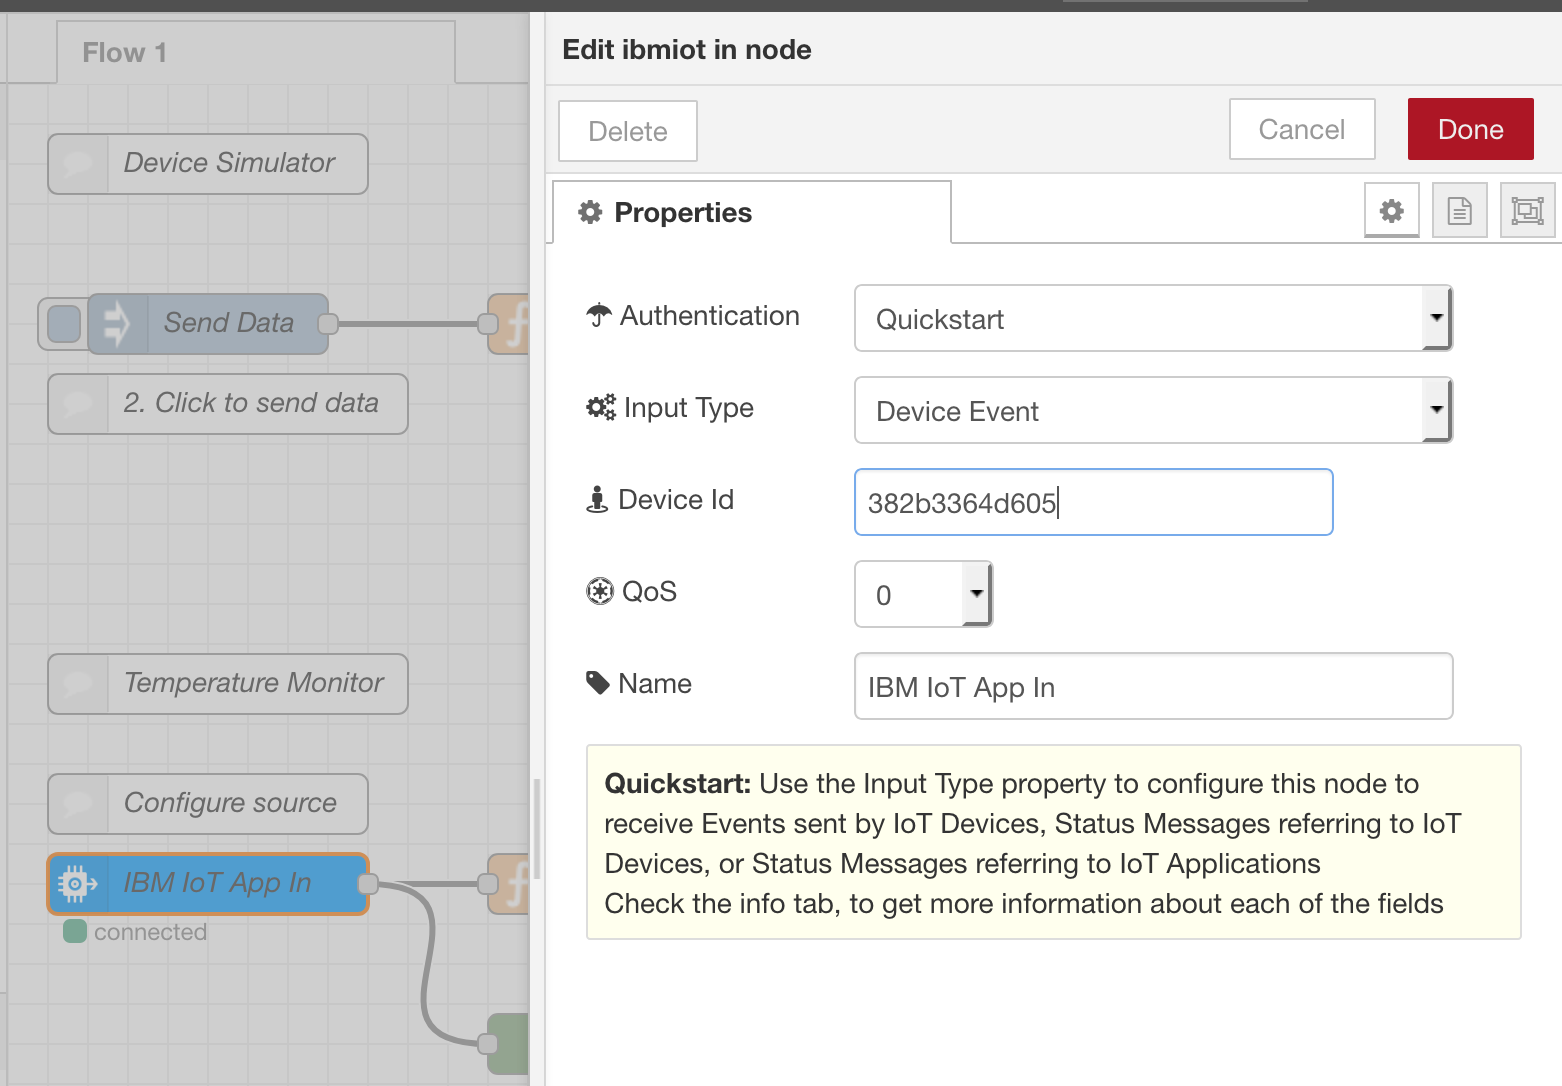 Flow 1
Device Simulator
Send Data
2. Click to send data
Temperature Monitor
Configure source
IBM IoT App In
connected
Edit ibmiot in node
Delete
Cancel
Done
Properties
Authentication
Quickstart
Input Type
Device Event
Device Id
382b3364d605
QoS
0
Name
IBM IoT App In
Quickstart: Use the Input Type property to configure this node to
receive Events sent by IoT Devices, Status Messages referring to IoT
Devices, or Status Messages referring to IoT Applications
Check the info tab, to get more information about each of the fields